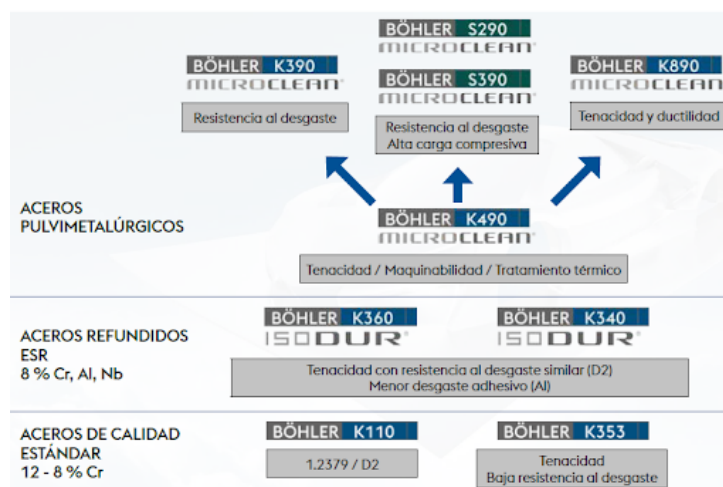 BÖHLER S290
MICROCLEAN®
BÖHLER K390
MICROCLEAN®
BÖHLER S390
MICROCLEAN®
BÖHLER K890
MICROCLEAN®
Resistencia al desgaste
Resistencia al desgaste
Alta carga compresiva
Tenacidad y ductilidad
ACEROS
PULVIMETALÚRGICOS
BÖHLER K490
MICROCLEAN®
Tenacidad / Maquinabilidad / Tratamiento térmico
ACEROS REFUNDIDOS
ESR
8 % Cr, Al, Nb
BÖHLER K360
ISODUR®
BÖHLER K340
ISODUR®
Tenacidad con resistencia al desgaste similar (D2)
Menor desgaste adhesivo (Al)
ACEROS DE CALIDAD
ESTÁNDAR
12 - 8 % Cr
BÖHLER K110
1.2379 / D2
BÖHLER K353
Tenacidad
Baja resistencia al desgaste